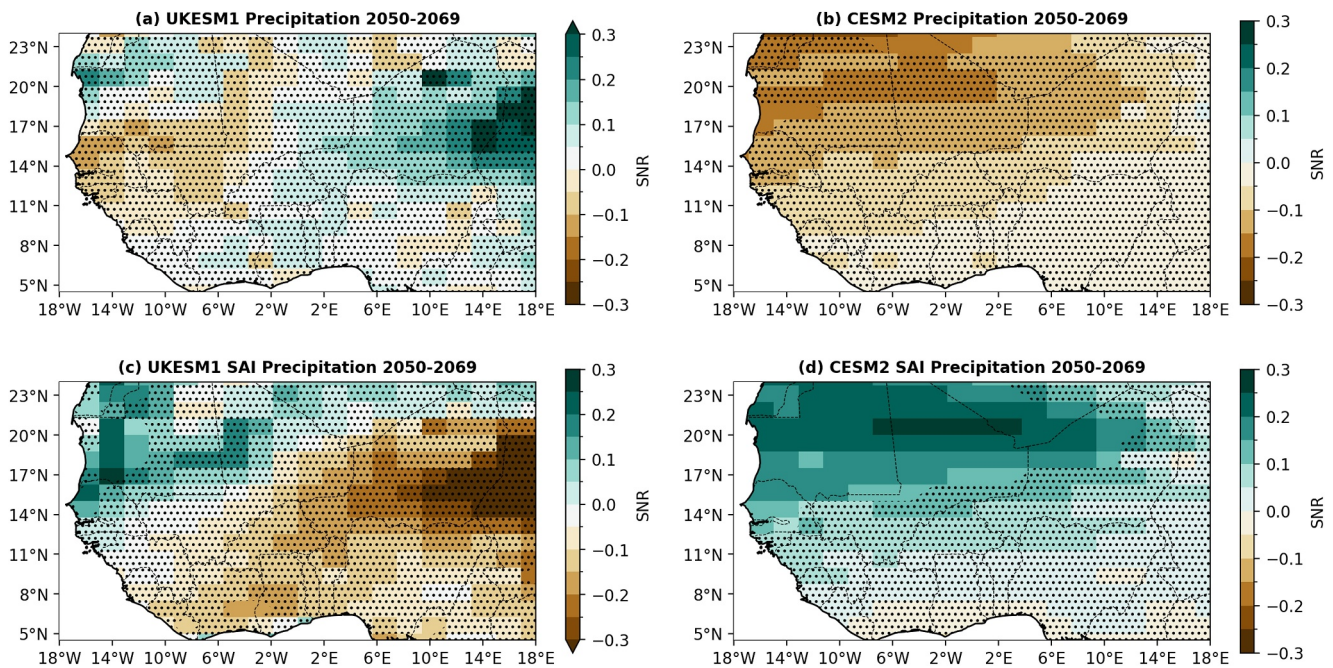 (a) UKESM1 Precipitation 2050-2069
23°N
20°N
17°N
14°N
11°N
8°N
5°N
18°W 14°W 10°W 6°W 2°W 2°E 6°E 10°E 14°E 18°E
0.3
0.2
0.1
0.0
−0.1
−0.2
−0.3
SNR
(b) CESM2 Precipitation 2050-2069
23°N
20°N
17°N
14°N
11°N
8°N
5°N
18°W 14°W 10°W 6°W 2°W 2°E 6°E 10°E 14°E 18°E
0.3
0.2
0.1
0.0
−0.1
−0.2
−0.3
SNR
(c) UKESM1 SAI Precipitation 2050-2069
23°N
20°N
17°N
14°N
11°N
8°N
5°N
18°W 14°W 10°W 6°W 2°W 2°E 6°E 10°E 14°E 18°E
0.3
0.2
0.1
0.0
−0.1
−0.2
−0.3
SNR
(d) CESM2 SAI Precipitation 2050-2069
23°N
20°N
17°N
14°N
11°N
8°N
5°N
18°W 14°W 10°W 6°W 2°W 2°E 6°E 10°E 14°E 18°E
0.3
0.2
0.1
0.0
−0.1
−0.2
−0.3
SNR